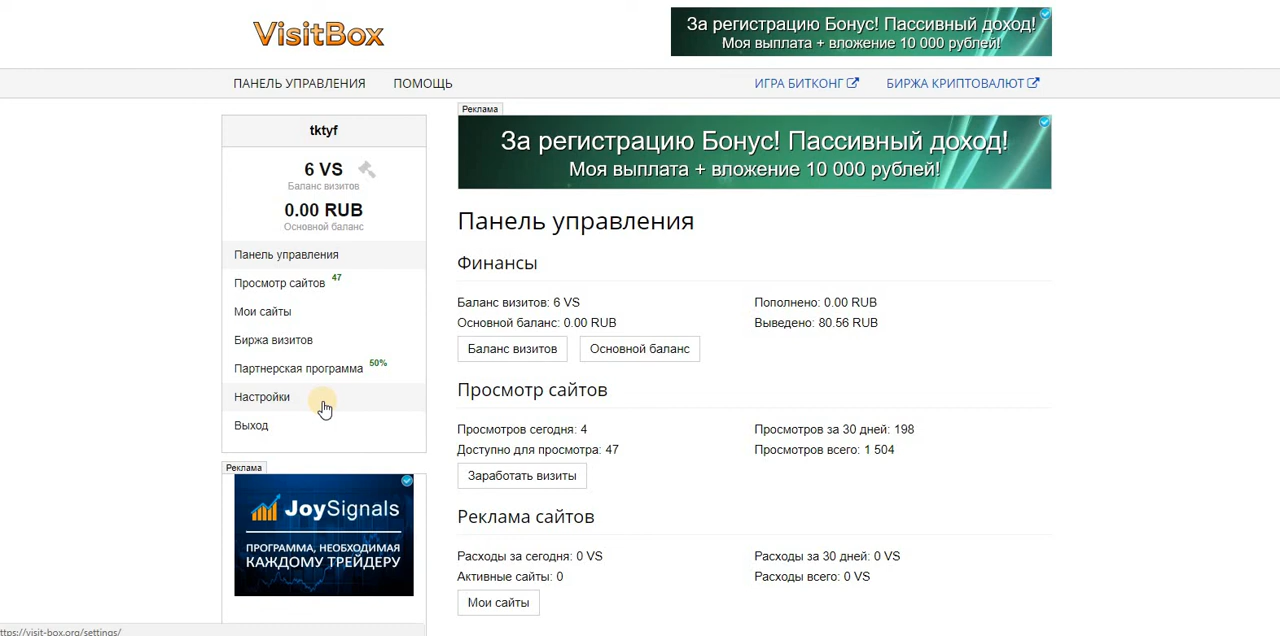 VisitBox
За регистрацию Бонус! Пассивный доход!
Моя выплата + вложение 10 000 рублей!
ПАНЕЛЬ УПРАВЛЕНИЯ
ПОМОЩЬ
ИГРА БИТКОНГ
БИРЖА КРИПТОВАЛЮТ
tktyf
6 VS
Баланс визитов
0.00 RUB
Основной баланс
Панель управления
Просмотр сайтов 47
Мои сайты
Биржа визитов
Партнерская программа 50%
Настройки
Выход
Реклама
JoySignals
ПРОГРАММА, НЕОБХОДИМАЯ
КАЖДОМУ ТРЕЙДЕРУ
Реклама
За регистрацию Бонус! Пассивный доход!
Моя выплата + вложение 10 000 рублей!
Панель управления
Финансы
Баланс визитов: 6 VS
Пополнено: 0.00 RUB
Основной баланс: 0.00 RUB
Выведено: 80.56 RUB
Баланс визитов
Основной баланс
Просмотр сайтов
Просмотров сегодня: 4
Просмотров за 30 дней: 198
Доступно для просмотра: 47
Просмотров всего: 1 504
Заработать визиты
Реклама сайтов
Расходы за сегодня: 0 VS
Расходы за 30 дней: 0 VS
Активные сайты: 0
Расходы всего: 0 VS
Мои сайты
ttps://visit-box.org/settings/